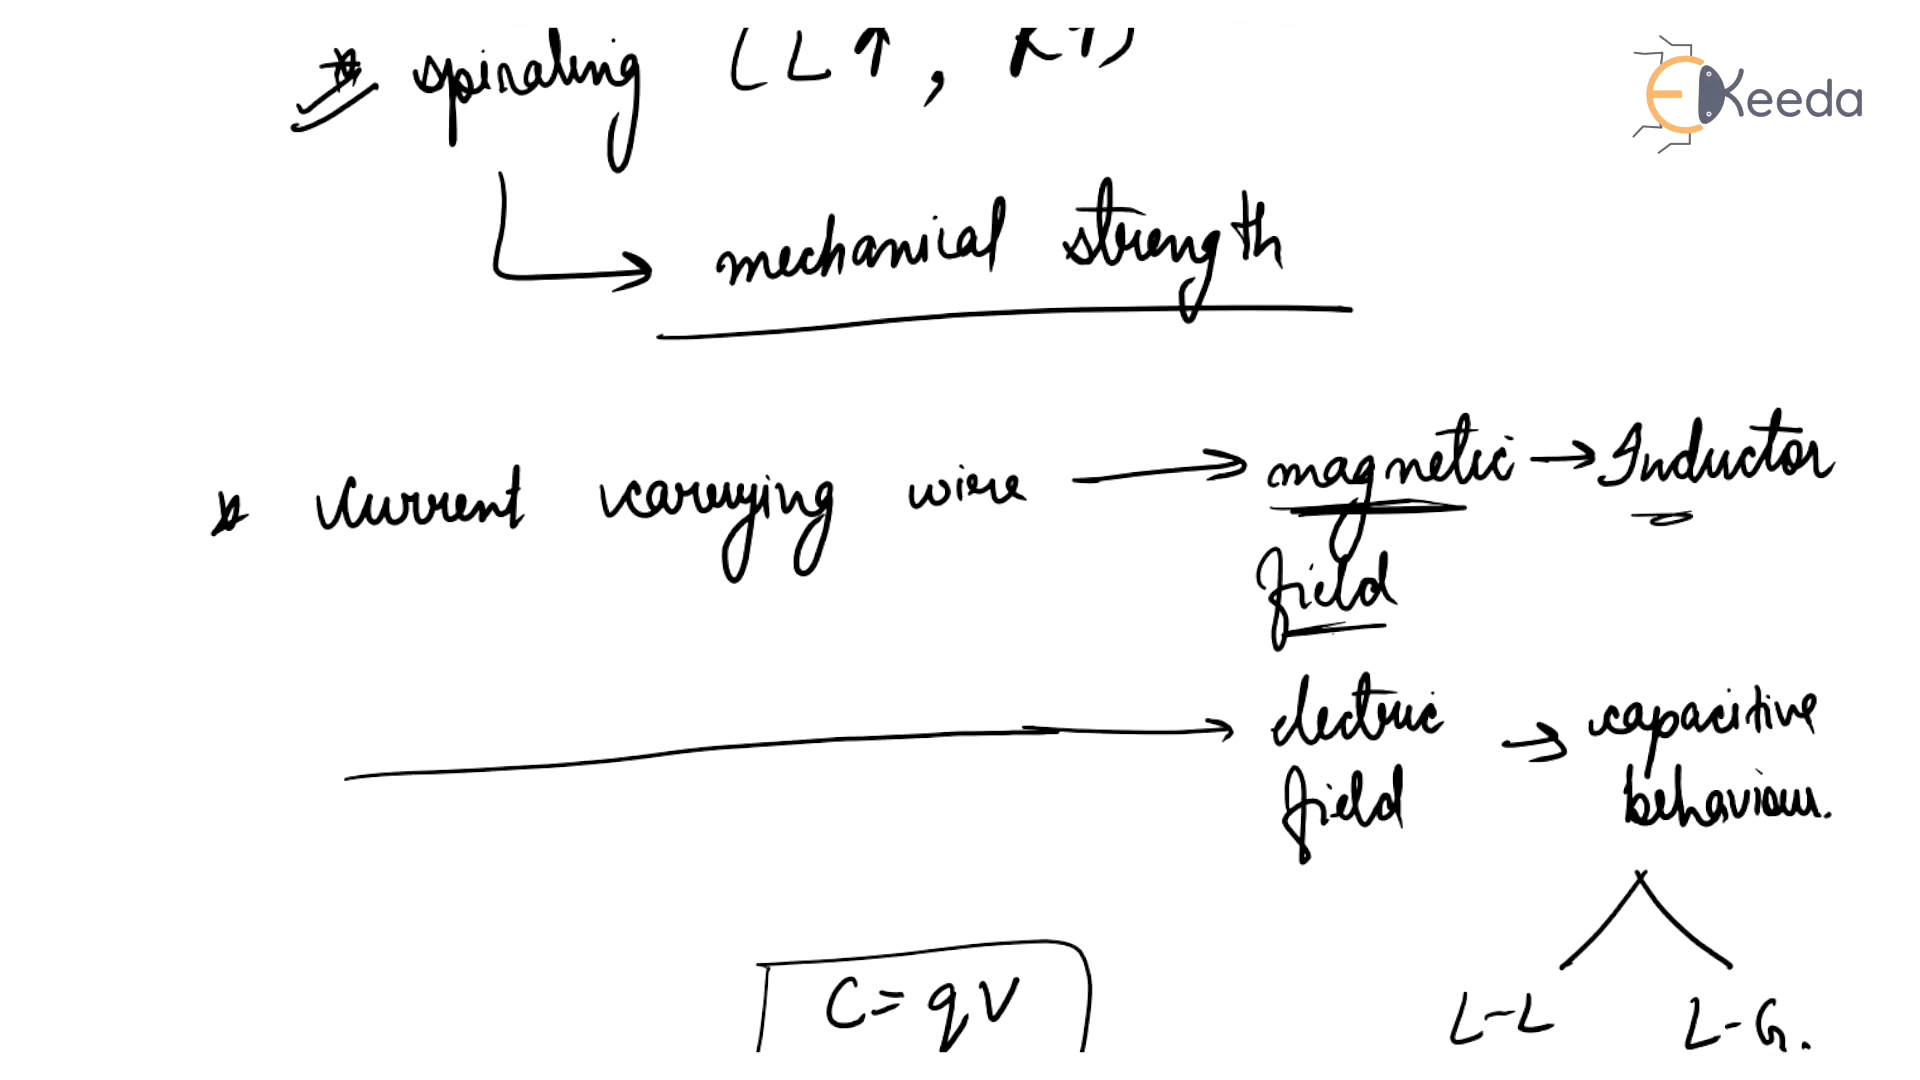 * spiraling (L↑, R↑)
EKeeda
→ mechanical strength
* Current carrying wire → magnetic field → Inductor
→ electric field → capacitive behaviour.
L-L L-G.
C = qV